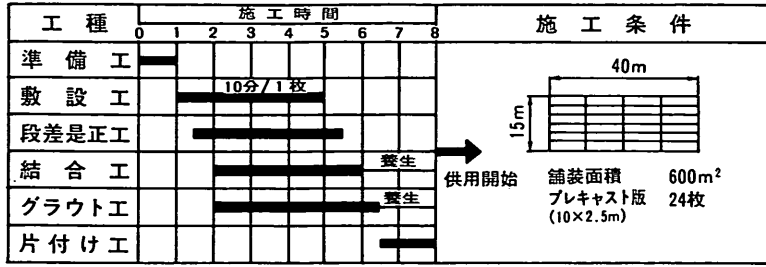 工種 施工時間 施工条件
0 1 2 3 4 5 6 7 8
準備工
敷設工 10分/1枚
段差是正工
結合工 養生
グラウト工 養生
片付け工
供用開始
40m
15m
舗装面積 600m²
プレキャスト版 24枚
(10×2.5m)